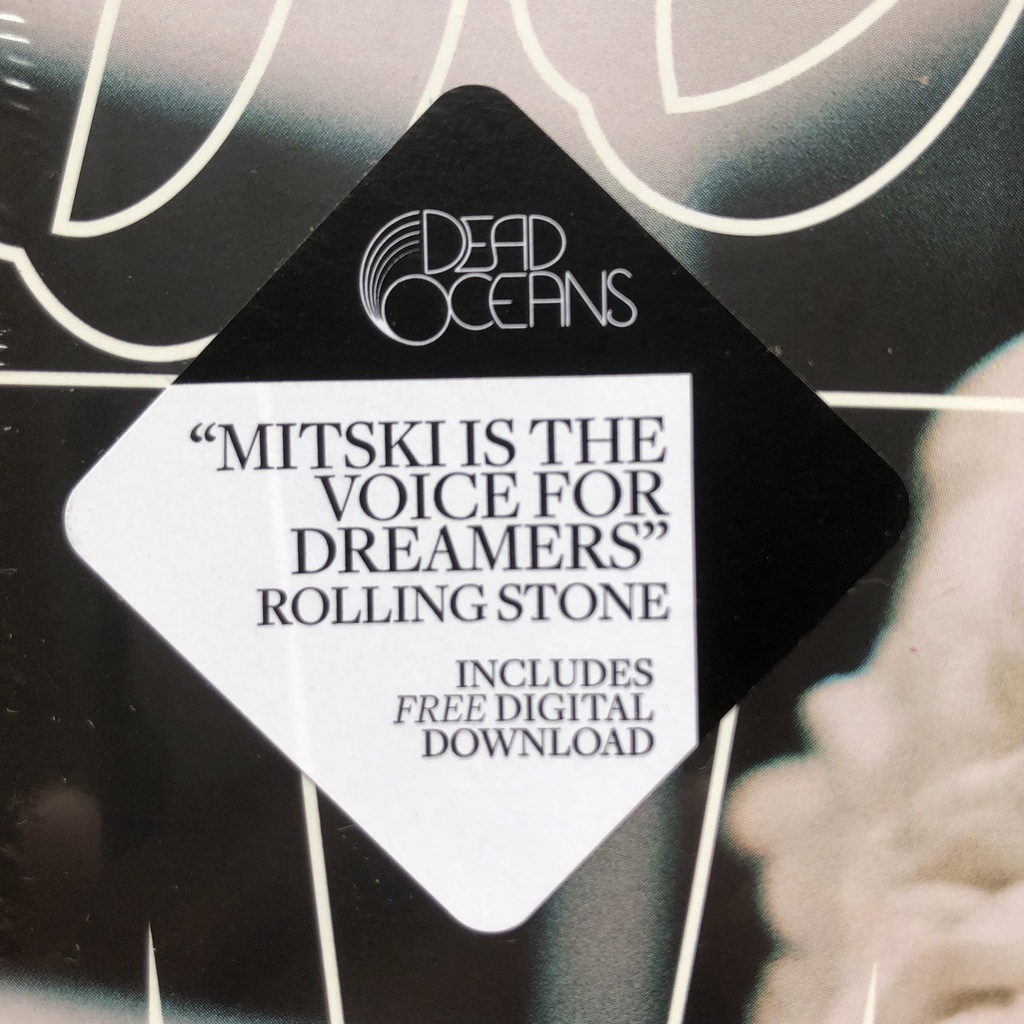 DEAD
OCEANS
“MITSKI IS THE
VOICE FOR
DREAMERS”
ROLLING STONE
INCLUDES
FREE DIGITAL
DOWNLOAD